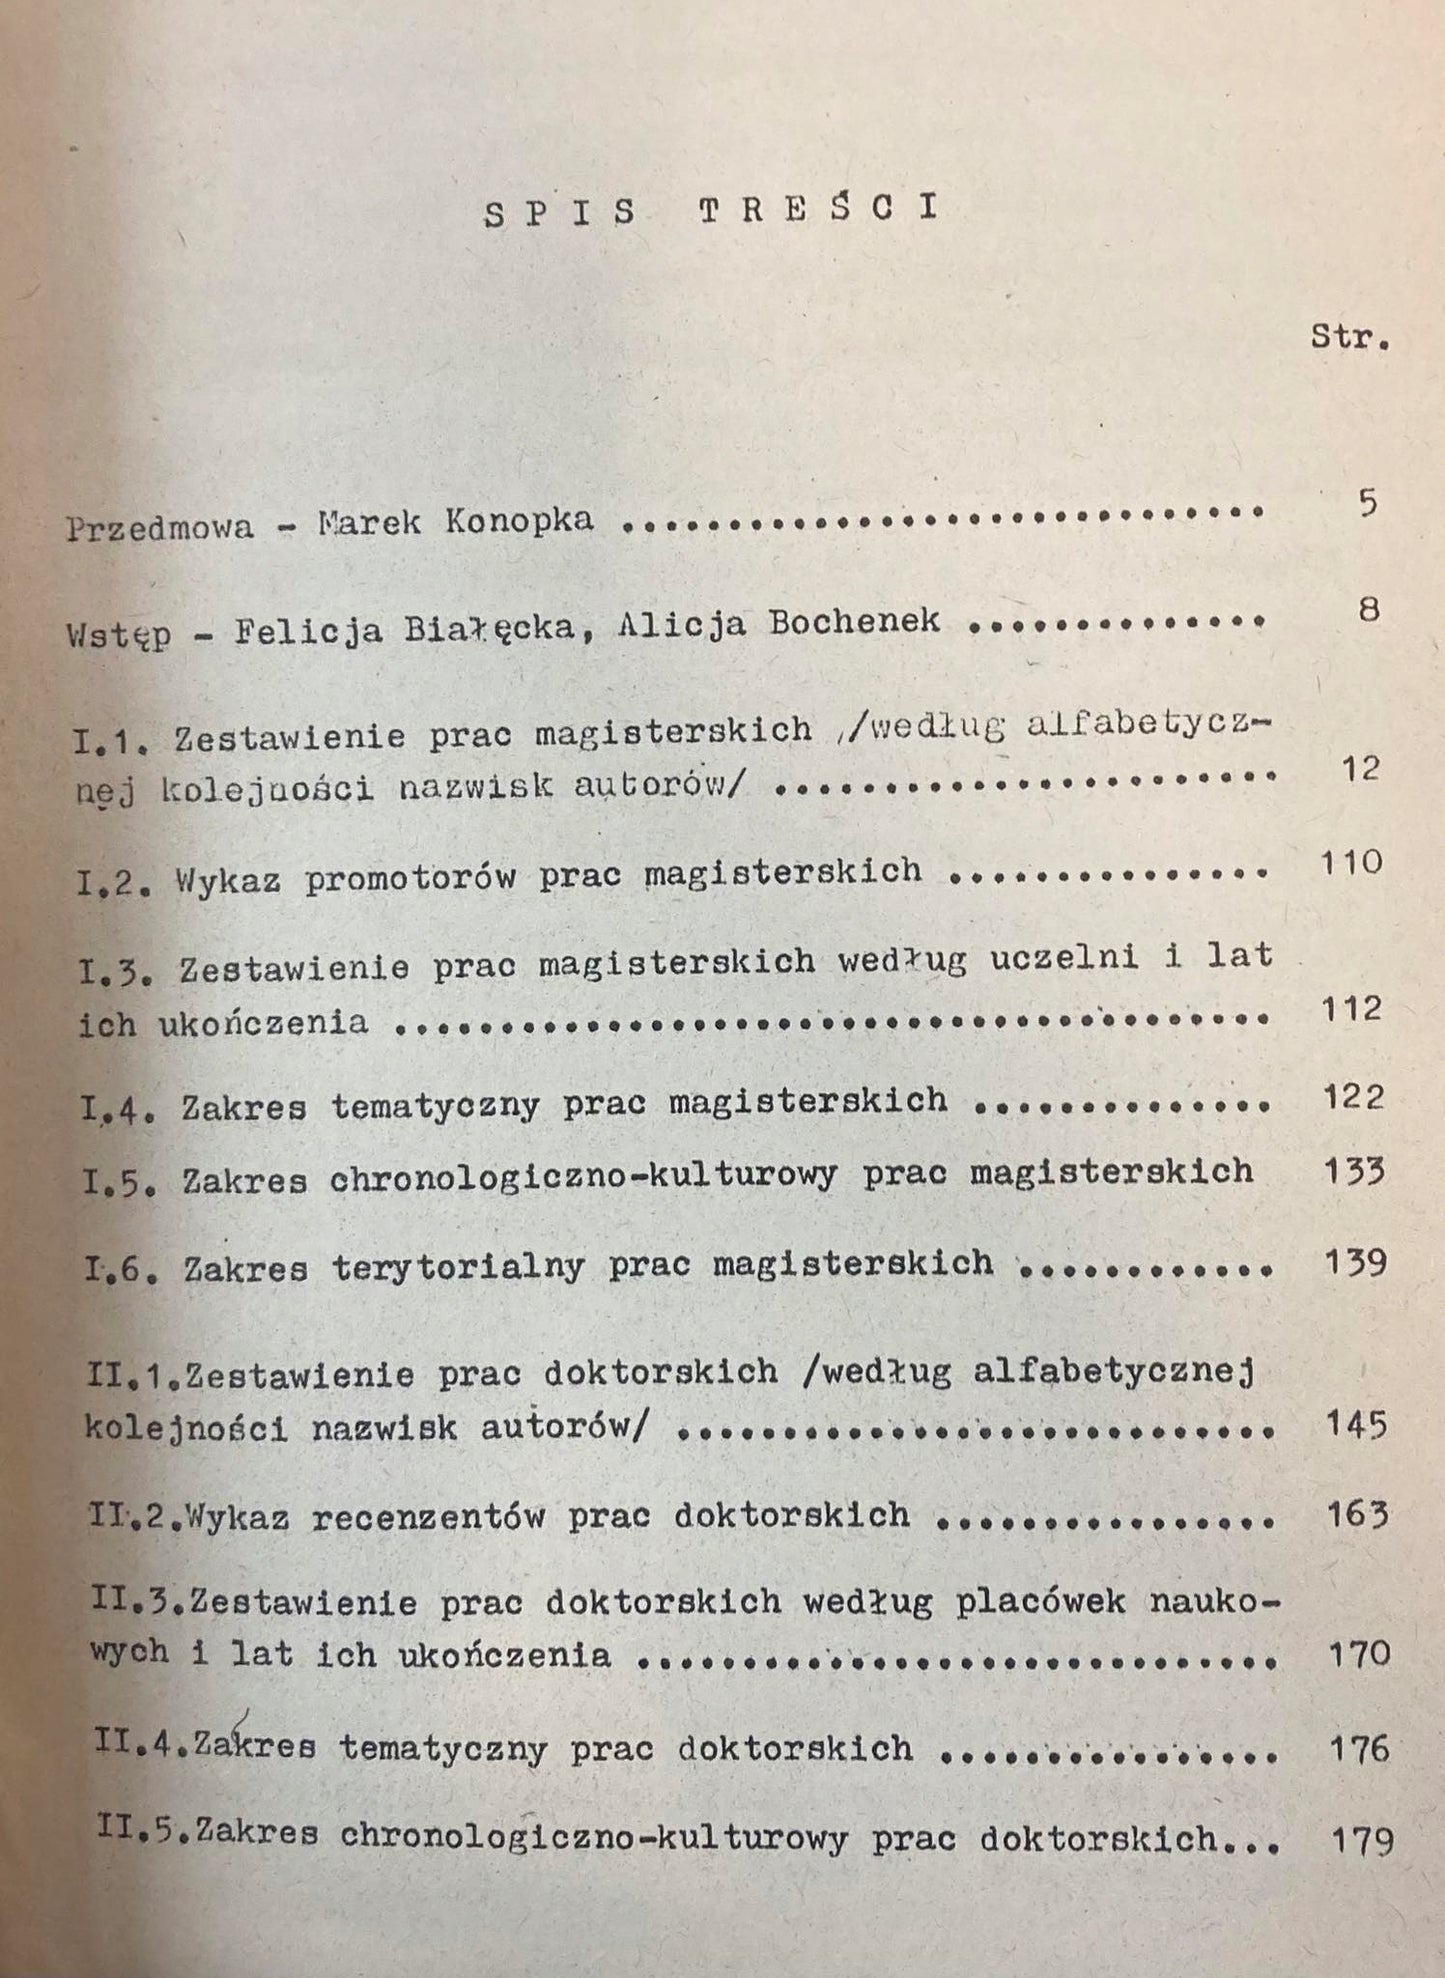 SPIS TREŚCI
Str.
Przedmowa - Marek Konopka .............................. 5
Wstęp - Felicja Białęcka, Alicja Bochenek .............. 8
I.1. Zestawienie prac magisterskich /według alfabetycz-
nej kolejności nazwisk autorów/ ....................... 12
I.2. Wykaz promotorów prac magisterskich ............... 110
I.3. Zestawienie prac magisterskich według uczelni i lat
ich ukończenia ......................................... 112
I.4. Zakres tematyczny prac magisterskich .............. 122
I.5. Zakres chronologiczno-kulturowy prac magisterskich 133
I.6. Zakres terytorialny prac magisterskich ............ 139
II.1.Zestawienie prac doktorskich /według alfabetycznej
kolejności nazwisk autorów/ ............................ 145
II.2.Wykaz recenzentów prac doktorskich ................ 163
II.3.Zestawienie prac doktorskich według placówek nauko-
wych i lat ich ukończenia .............................. 170
II.4.Zakres tematyczny prac doktorskich ................ 176
II.5.Zakres chronologiczno-kulturowy prac doktorskich... 179